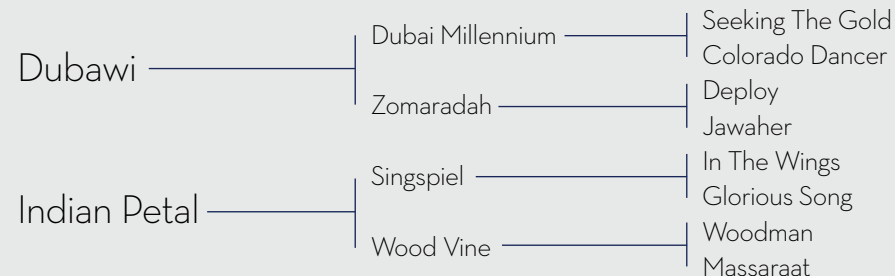 Dubawi
Dubai Millennium
Seeking The Gold
Colorado Dancer
Zomaradah
Deploy
Jawaher
Indian Petal
Singspiel
In The Wings
Glorious Song
Wood Vine
Woodman
Massaraat